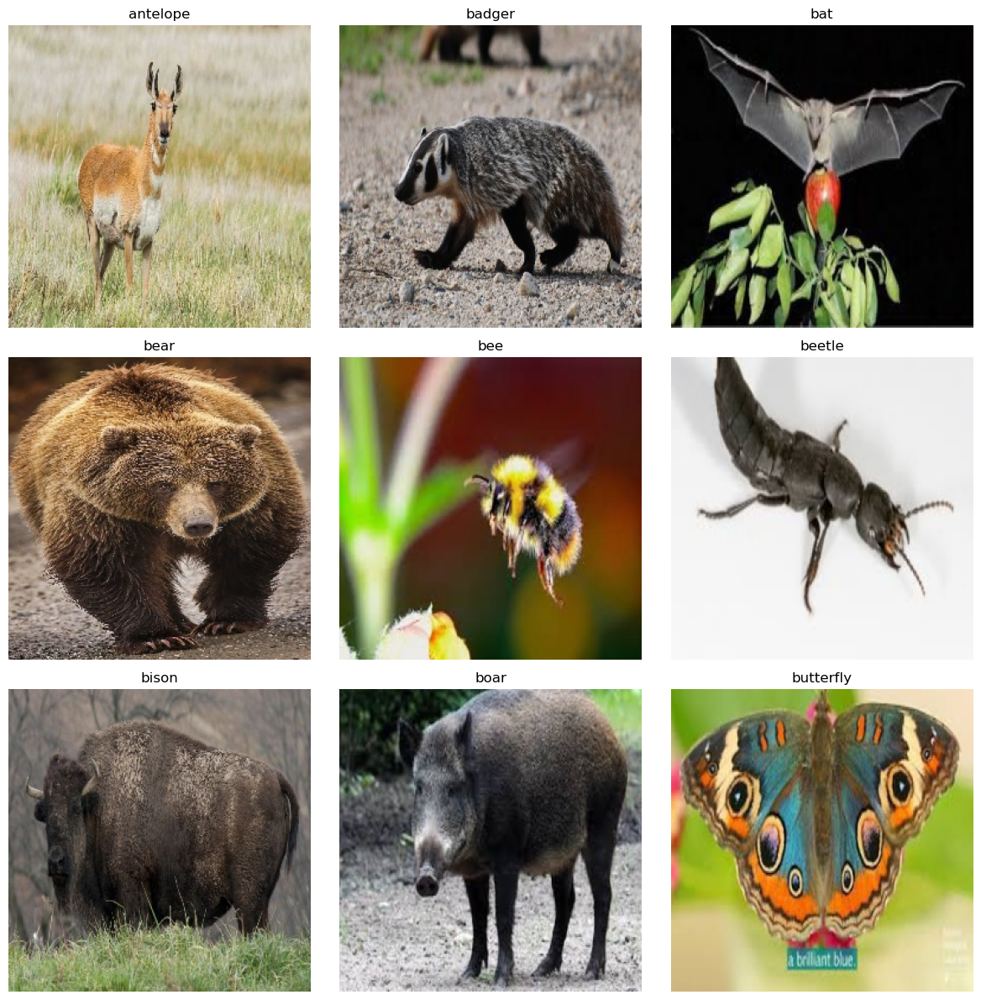 antelope
badger
bat
bear
bee
beetle
bison
boar
butterfly
a brilliant blue.